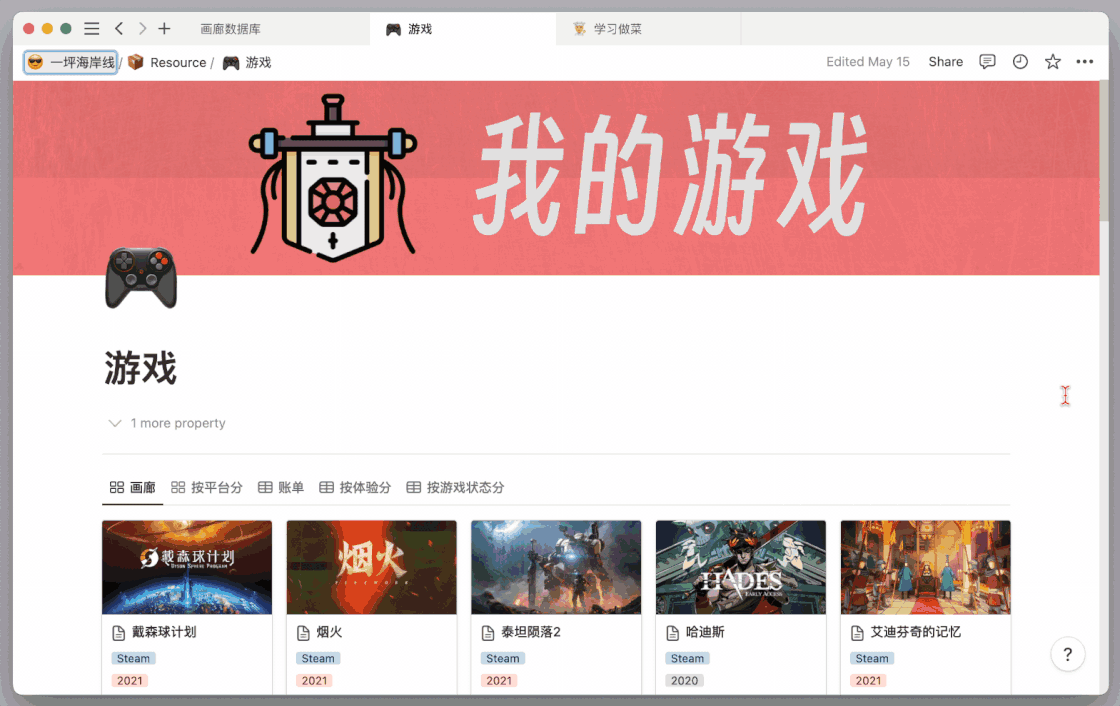 画廊数据库
游戏
学习做菜
一坪海岸线 / Resource / 游戏
Edited May 15
Share
我的游戏
游戏
1 more property
画廊
按平台分
账单
按体验分
按游戏状态分
戴森球计划
DYSON SPHERE PROGRAM
烟火
FIREWORK
HADES
EARLY ACCESS
戴森球计划
Steam
2021
烟火
Steam
2021
泰坦陨落2
Steam
2021
哈迪斯
Steam
2020
艾迪芬奇的记忆
Steam
2021
?